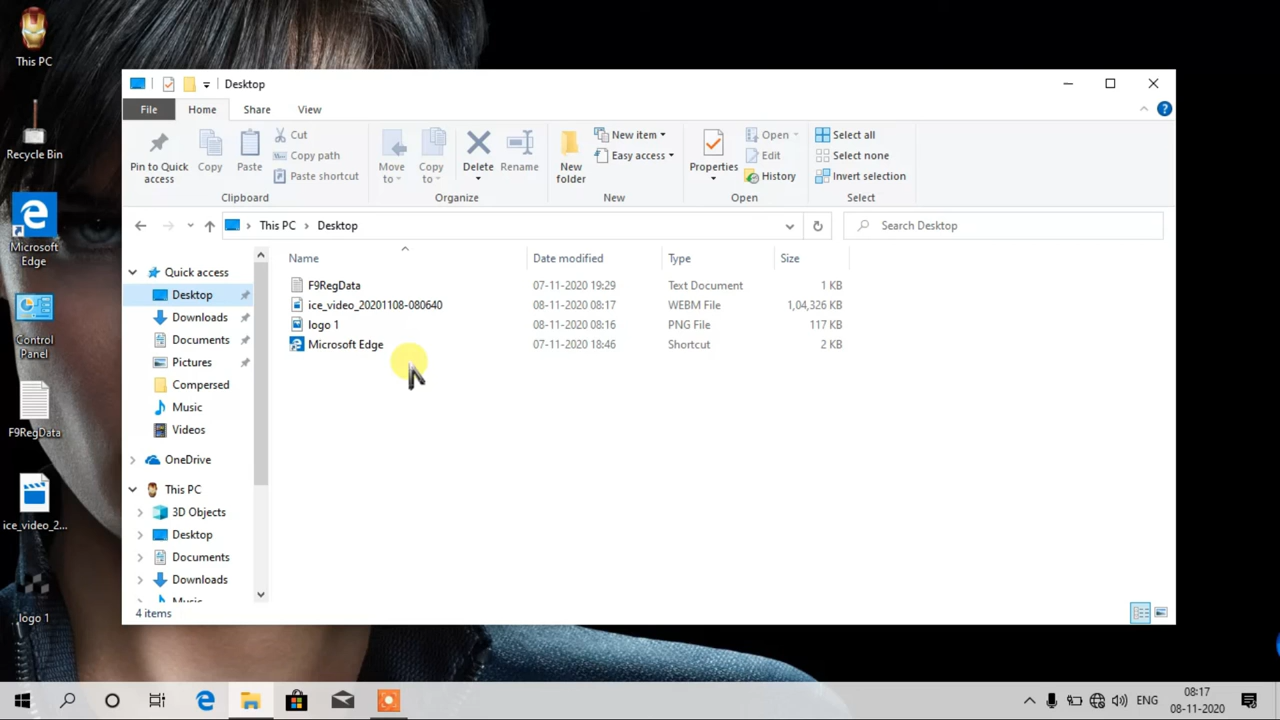 This PC
Recycle Bin
Microsoft
Edge
Control
Panel
F9RegData
ice_video_2...
logo 1
Desktop
File
Home
Share
View
Pin to Quick
access
Copy
Paste
Cut
Copy path
Paste shortcut
Clipboard
Move
to
Copy
to
Delete
Rename
Organize
New
folder
New item
Easy access
New
Properties
Open
Edit
History
Open
Select all
Select none
Invert selection
Select
This PC
Desktop
Search Desktop
Quick access
Desktop
Downloads
Documents
Pictures
Compersed
Music
Videos
OneDrive
This PC
3D Objects
Desktop
Documents
Downloads
Music
Name Date modified Type Size
F9RegData 07-11-2020 19:29 Text Document 1 KB
ice_video_20201108-080640 08-11-2020 08:17 WEBM File 1,04,326 KB
logo 1 08-11-2020 08:16 PNG File 117 KB
Microsoft Edge 07-11-2020 18:46 Shortcut 2 KB
4 items
ENG
08:17
08-11-2020